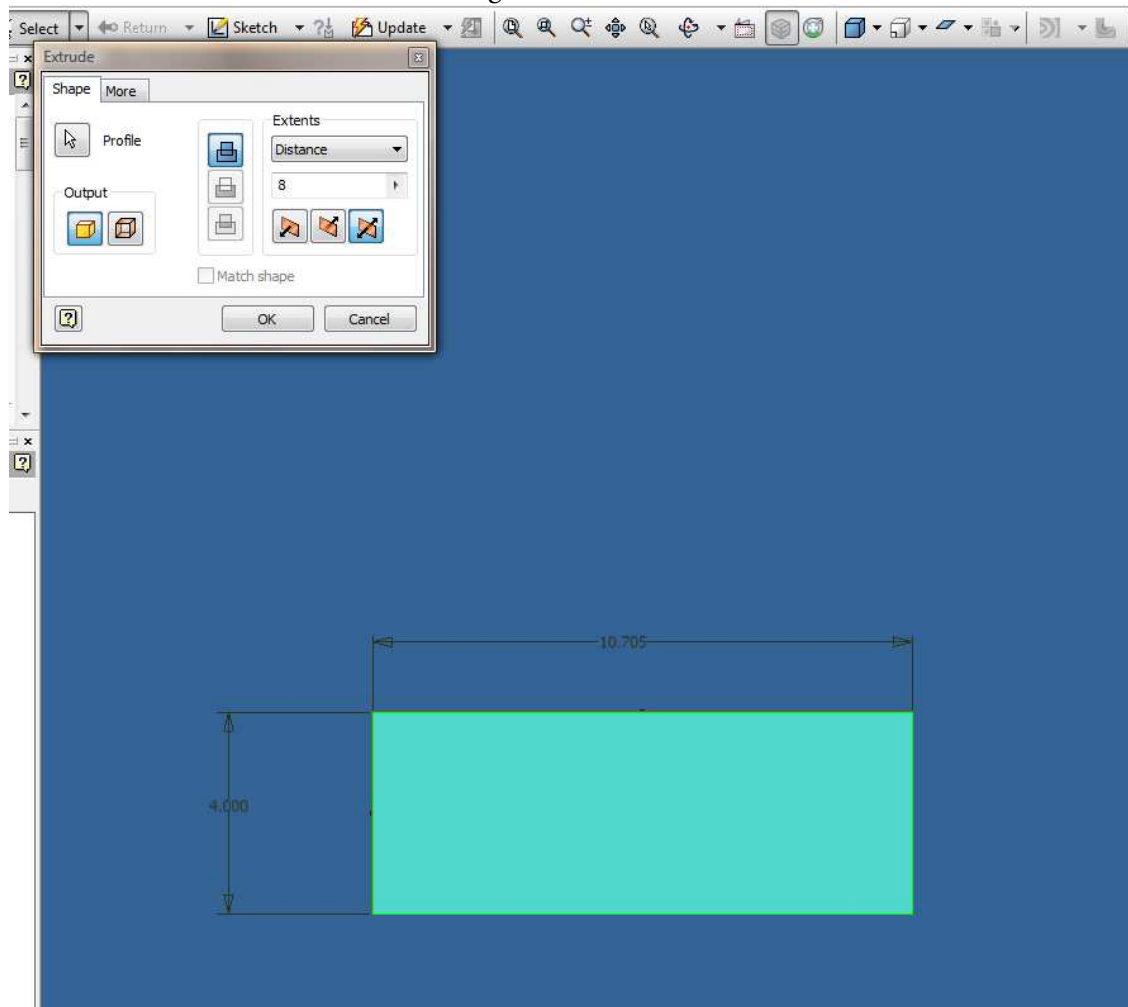 Select Return Sketch Update
Extrude
Shape More
Profile
Extents
Distance
8
Output
Match shape
OK Cancel
10.705
4.000